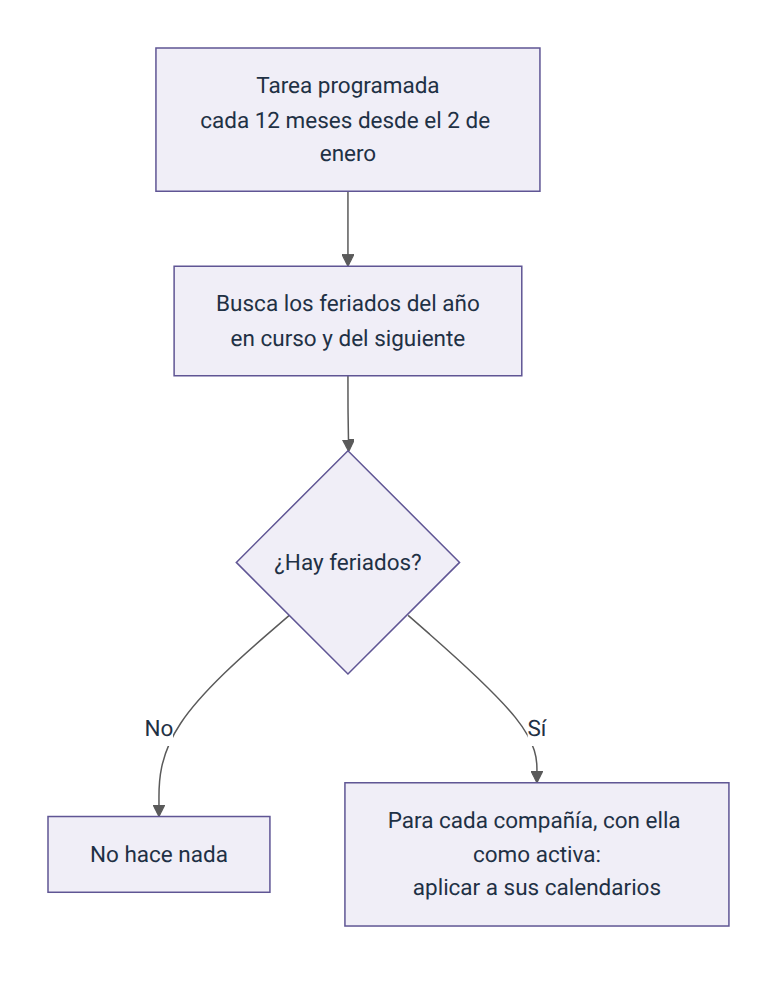 Tarea programada
cada 12 meses desde el 2 de
enero
Busca los feriados del año
en curso y del siguiente
¿Hay feriados?
No
Sí
No hace nada
Para cada compañía, con ella
como activa:
aplicar a sus calendarios